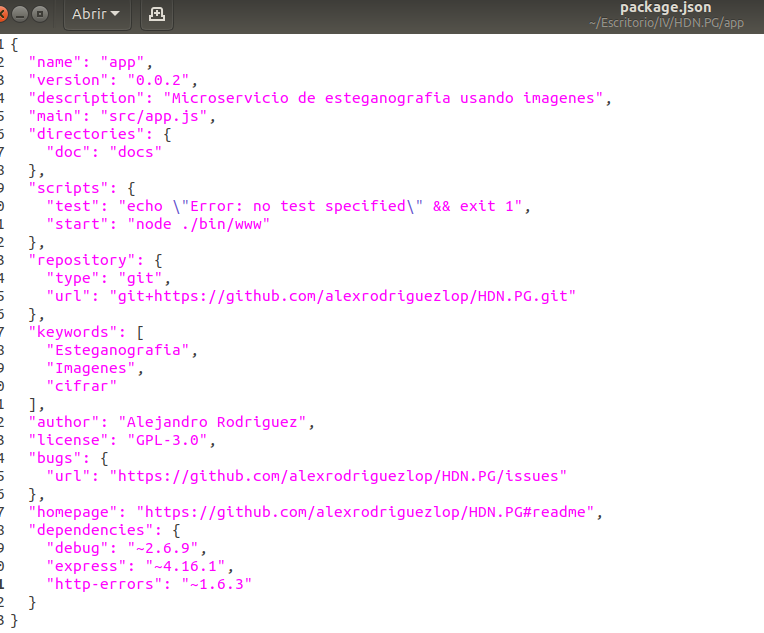 Abrir
package.json
~/Escritorio/IV/HDN.PG/app
1 {
2 "name": "app",
3 "version": "0.0.2",
4 "description": "Microservicio de esteganografia usando imagenes",
5 "main": "src/app.js",
6 "directories": {
7 "doc": "docs"
8 },
9 "scripts": {
0 "test": "echo \"Error: no test specified\" && exit 1",
1 "start": "node ./bin/www"
2 },
3 "repository": {
4 "type": "git",
5 "url": "git+https://github.com/alexrodriguezlop/HDN.PG.git"
6 },
7 "keywords": [
8 "Esteganografia",
9 "Imagenes",
0 "cifrar"
1 ],
2 "author": "Alejandro Rodriguez",
3 "license": "GPL-3.0",
4 "bugs": {
5 "url": "https://github.com/alexrodriguezlop/HDN.PG/issues"
6 },
7 "homepage": "https://github.com/alexrodriguezlop/HDN.PG#readme",
8 "dependencies": {
9 "debug": "~2.6.9",
0 "express": "~4.16.1",
1 "http-errors": "~1.6.3"
2 }
3 }